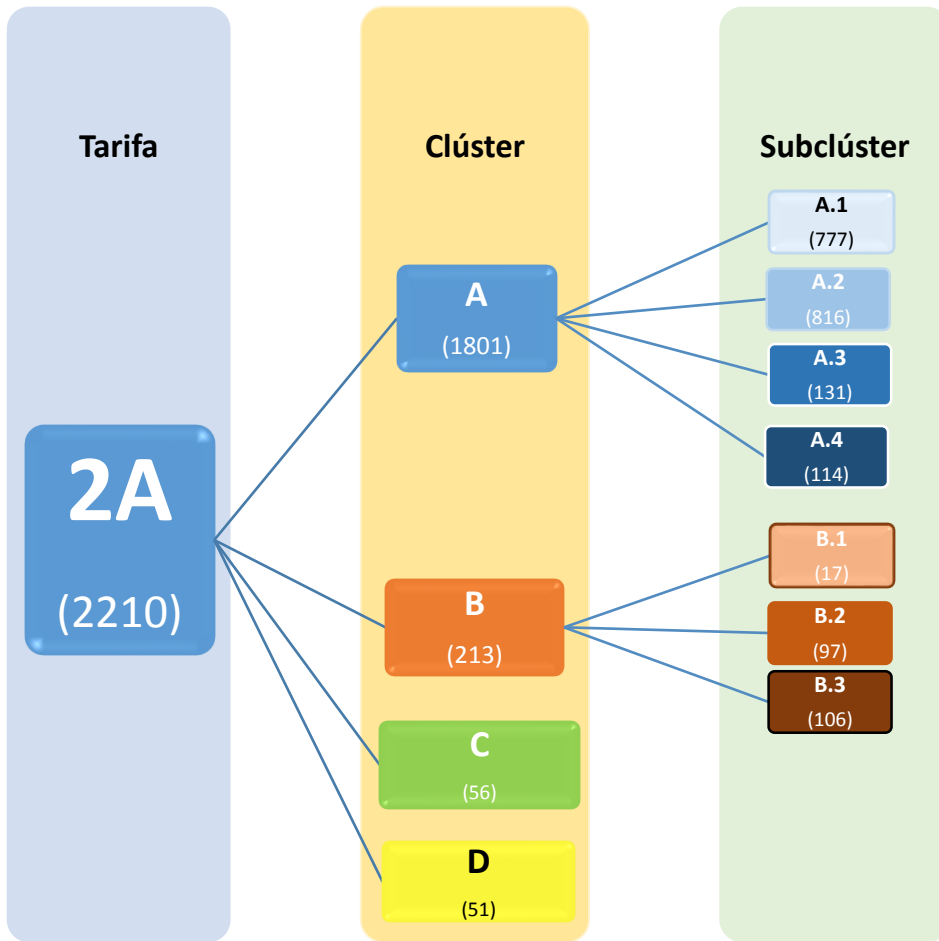 Tarifa
Clúster
Subclúster
2A
(2210)
A
(1801)
B
(213)
C
(56)
D
(51)
A.1
(777)
A.2
(816)
A.3
(131)
A.4
(114)
B.1
(17)
B.2
(97)
B.3
(106)